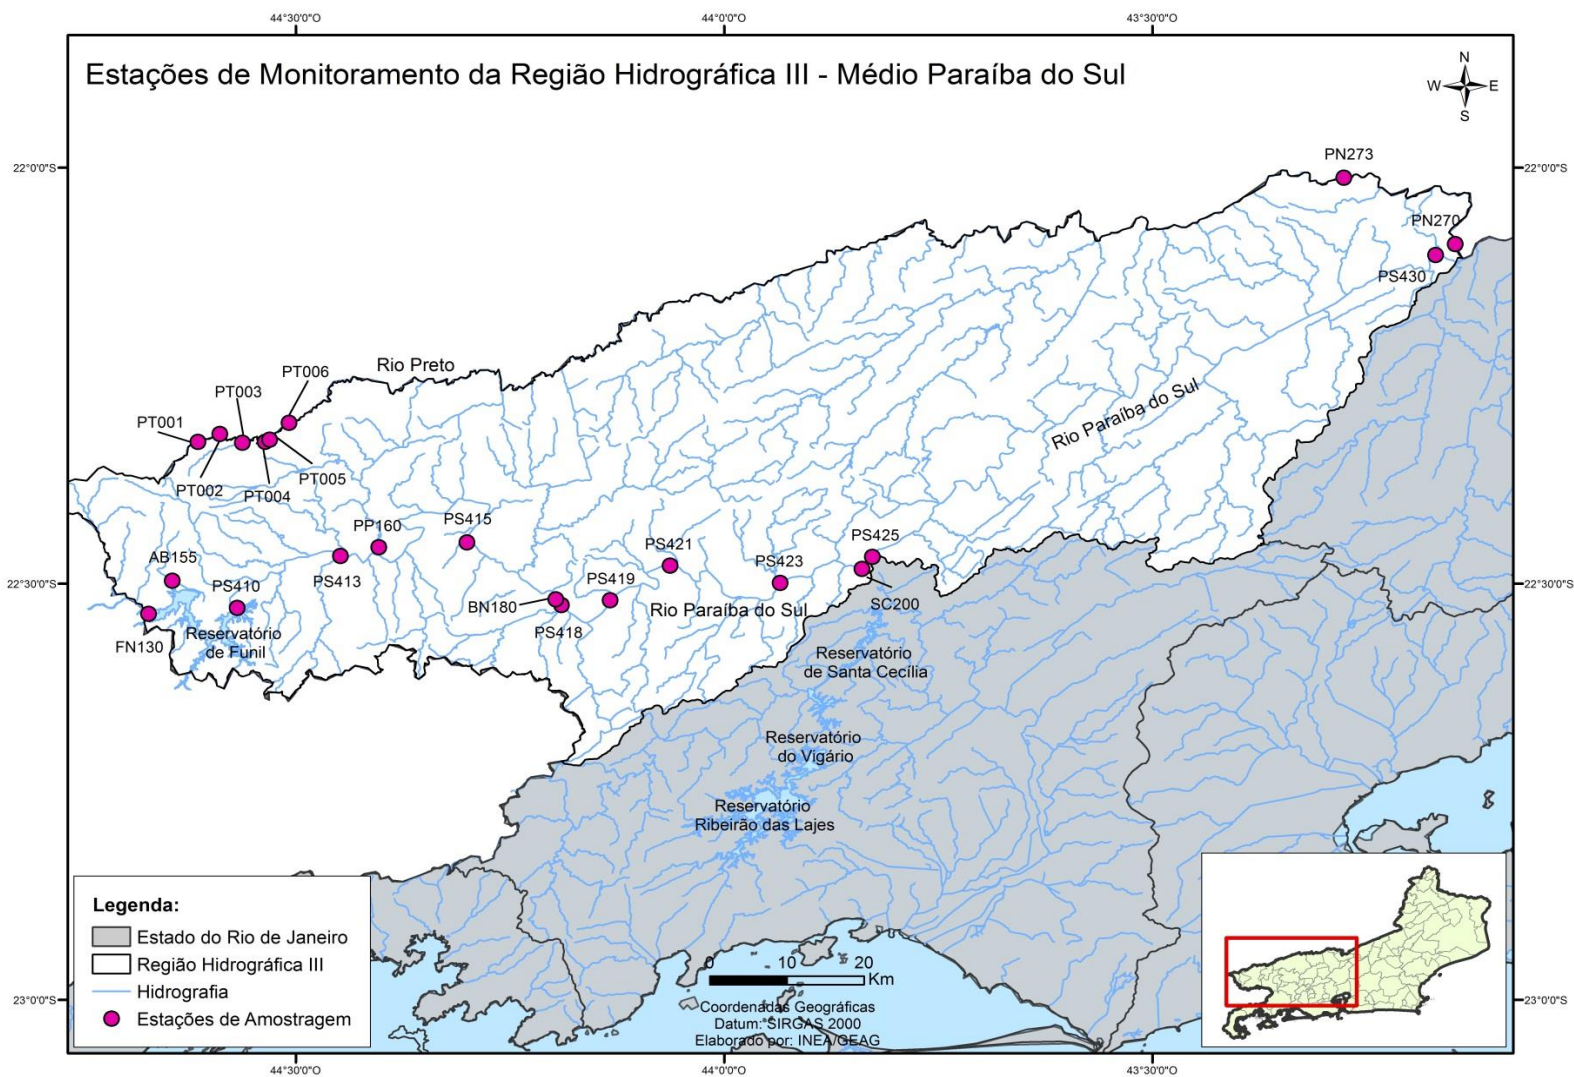 44°30'0"O
44°0'0"O
43°30'0"O
Estações de Monitoramento da Região Hidrográfica III - Médio Paraíba do Sul
N
W
E
S
22°0'0"S
22°0'0"S
PN273
PN270
PS430
Rio Preto
PT006
PT003
PT001
PT002
PT004
PT005
Rio Paraíba do Sul
PS415
PP160
PS413
AB155
PS410
FN130
Reservatório
de Funil
BN180
PS418
PS419
PS421
PS423
PS425
SC200
Rio Paraíba do Sul
22°30'0"S
22°30'0"S
Reservatório
de Santa Cecília
Reservatório
do Vigário
Reservatório
Ribeirão das Lajes
Legenda:
Estado do Rio de Janeiro
Região Hidrográfica III
Hidrografia
Estações de Amostragem
0
10
20
Km
Coordenadas Geográficas
Datum: SIRGAS 2000
Elaborado por: INEA/GEAG
23°0'0"S
23°0'0"S
44°30'0"O
44°0'0"O
43°30'0"O